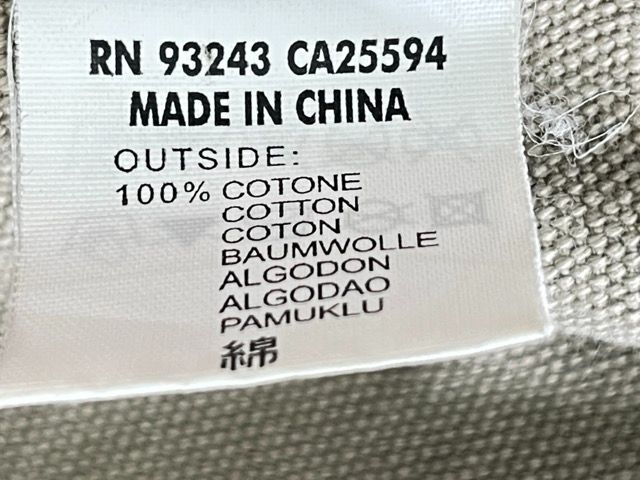 RN 93243 CA25594
MADE IN CHINA
OUTSIDE:
100% COTONE
COTTON
COTON
BAUMWOLLE
ALGODON
ALGODAO
PAMUKLU
綿